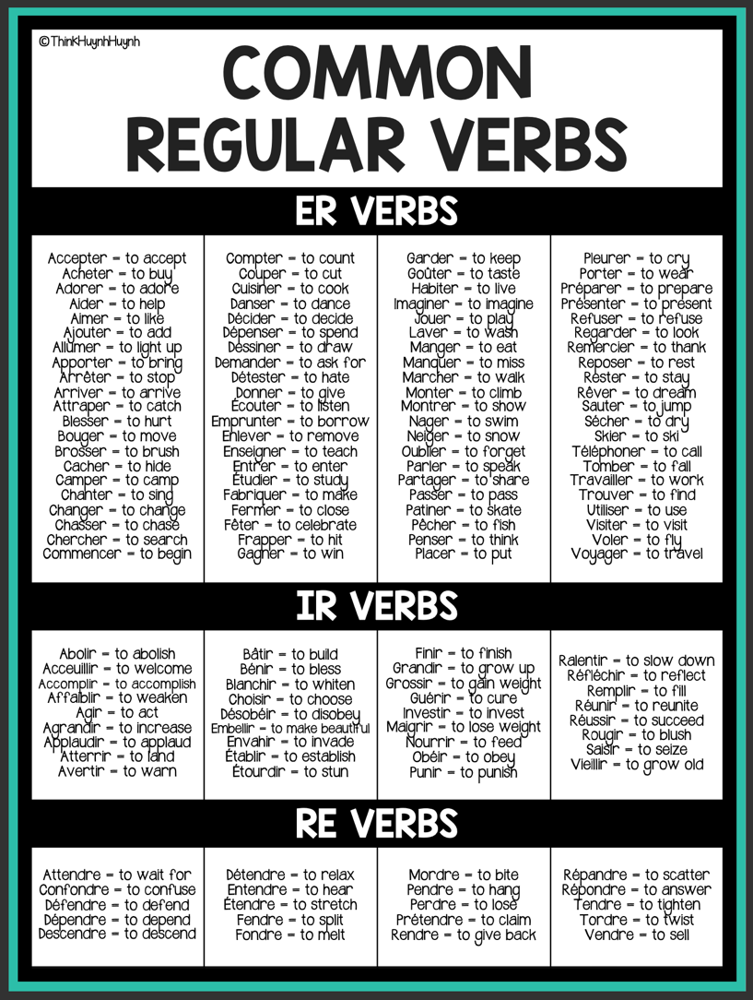 ©ThinkHuynhHuynh
COMMON
REGULAR VERBS
ER VERBS
Accepter = to accept
Acheter = to buy
Adorer = to adore
Aider = to help
Aimer = to like
Ajouter = to add
Allumer = to light up
Apporter = to bring
Arrêter = to stop
Arriver = to arrive
Attraper = to catch
Blesser = to hurt
Bouger = to move
Brosser = to brush
Cacher = to hide
Camper = to camp
Chanter = to sing
Changer = to change
Chasser = to chase
Chercher = to search
Commencer = to begin
Compter = to count
Couper = to cut
Cuisiner = to cook
Danser = to dance
Décider = to decide
Dépenser = to spend
Dessiner = to draw
Demander = to ask for
Détester = to hate
Donner = to give
Écouter = to listen
Emprunter = to borrow
Enlever = to remove
Enseigner = to teach
Entrer = to enter
Étudier = to study
Fabriquer = to make
Fermer = to close
Fêter = to celebrate
Frapper = to hit
Gagner = to win
Garder = to keep
Goûter = to taste
Habiter = to live
Imaginer = to imagine
Jouer = to play
Laver = to wash
Manger = to eat
Manquer = to miss
Marcher = to walk
Monter = to climb
Montrer = to show
Nager = to swim
Neiger = to snow
Oublier = to forget
Parler = to speak
Partager = to share
Passer = to pass
Patiner = to skate
Pêcher = to fish
Penser = to think
Placer = to put
Pleurer = to cry
Porter = to wear
Préparer = to prepare
Présenter = to present
Refuser = to refuse
Regarder = to look
Remercier = to thank
Reposer = to rest
Rester = to stay
Rêver = to dream
Sauter = to jump
Sécher = to dry
Skier = to ski
Téléphoner = to call
Tomber = to fall
Travailler = to work
Trouver = to find
Utiliser = to use
Visiter = to visit
Voler = to fly
Voyager = to travel
IR VERBS
Abolir = to abolish
Acceuillir = to welcome
Accomplir = to accomplish
Affaiblir = to weaken
Agir = to act
Agrandir = to increase
Applaudir = to applaud
Atterrir = to land
Avertir = to warn
Bâtir = to build
Bénir = to bless
Blanchir = to whiten
Choisir = to choose
Désobéir = to disobey
Embellir = to make beautiful
Envahir = to invade
Établir = to establish
Étourdir = to stun
Finir = to finish
Grandir = to grow up
Grossir = to gain weight
Guérir = to cure
Investir = to invest
Maigrir = to lose weight
Nourrir = to feed
Obéir = to obey
Punir = to punish
Ralentir = to slow down
Réfléchir = to reflect
Remplir = to fill
Réunir = to reunite
Réussir = to succeed
Rougir = to blush
Saisir = to seize
Vieillir = to grow old
RE VERBS
Attendre = to wait for
Confondre = to confuse
Défendre = to defend
Dépendre = to depend
Descendre = to descend
Détendre = to relax
Entendre = to hear
Étendre = to stretch
Fendre = to split
Fondre = to melt
Mordre = to bite
Pendre = to hang
Perdre = to lose
Prétendre = to claim
Rendre = to give back
Répandre = to scatter
Répondre = to answer
Tendre = to tighten
Tordre = to twist
Vendre = to sell